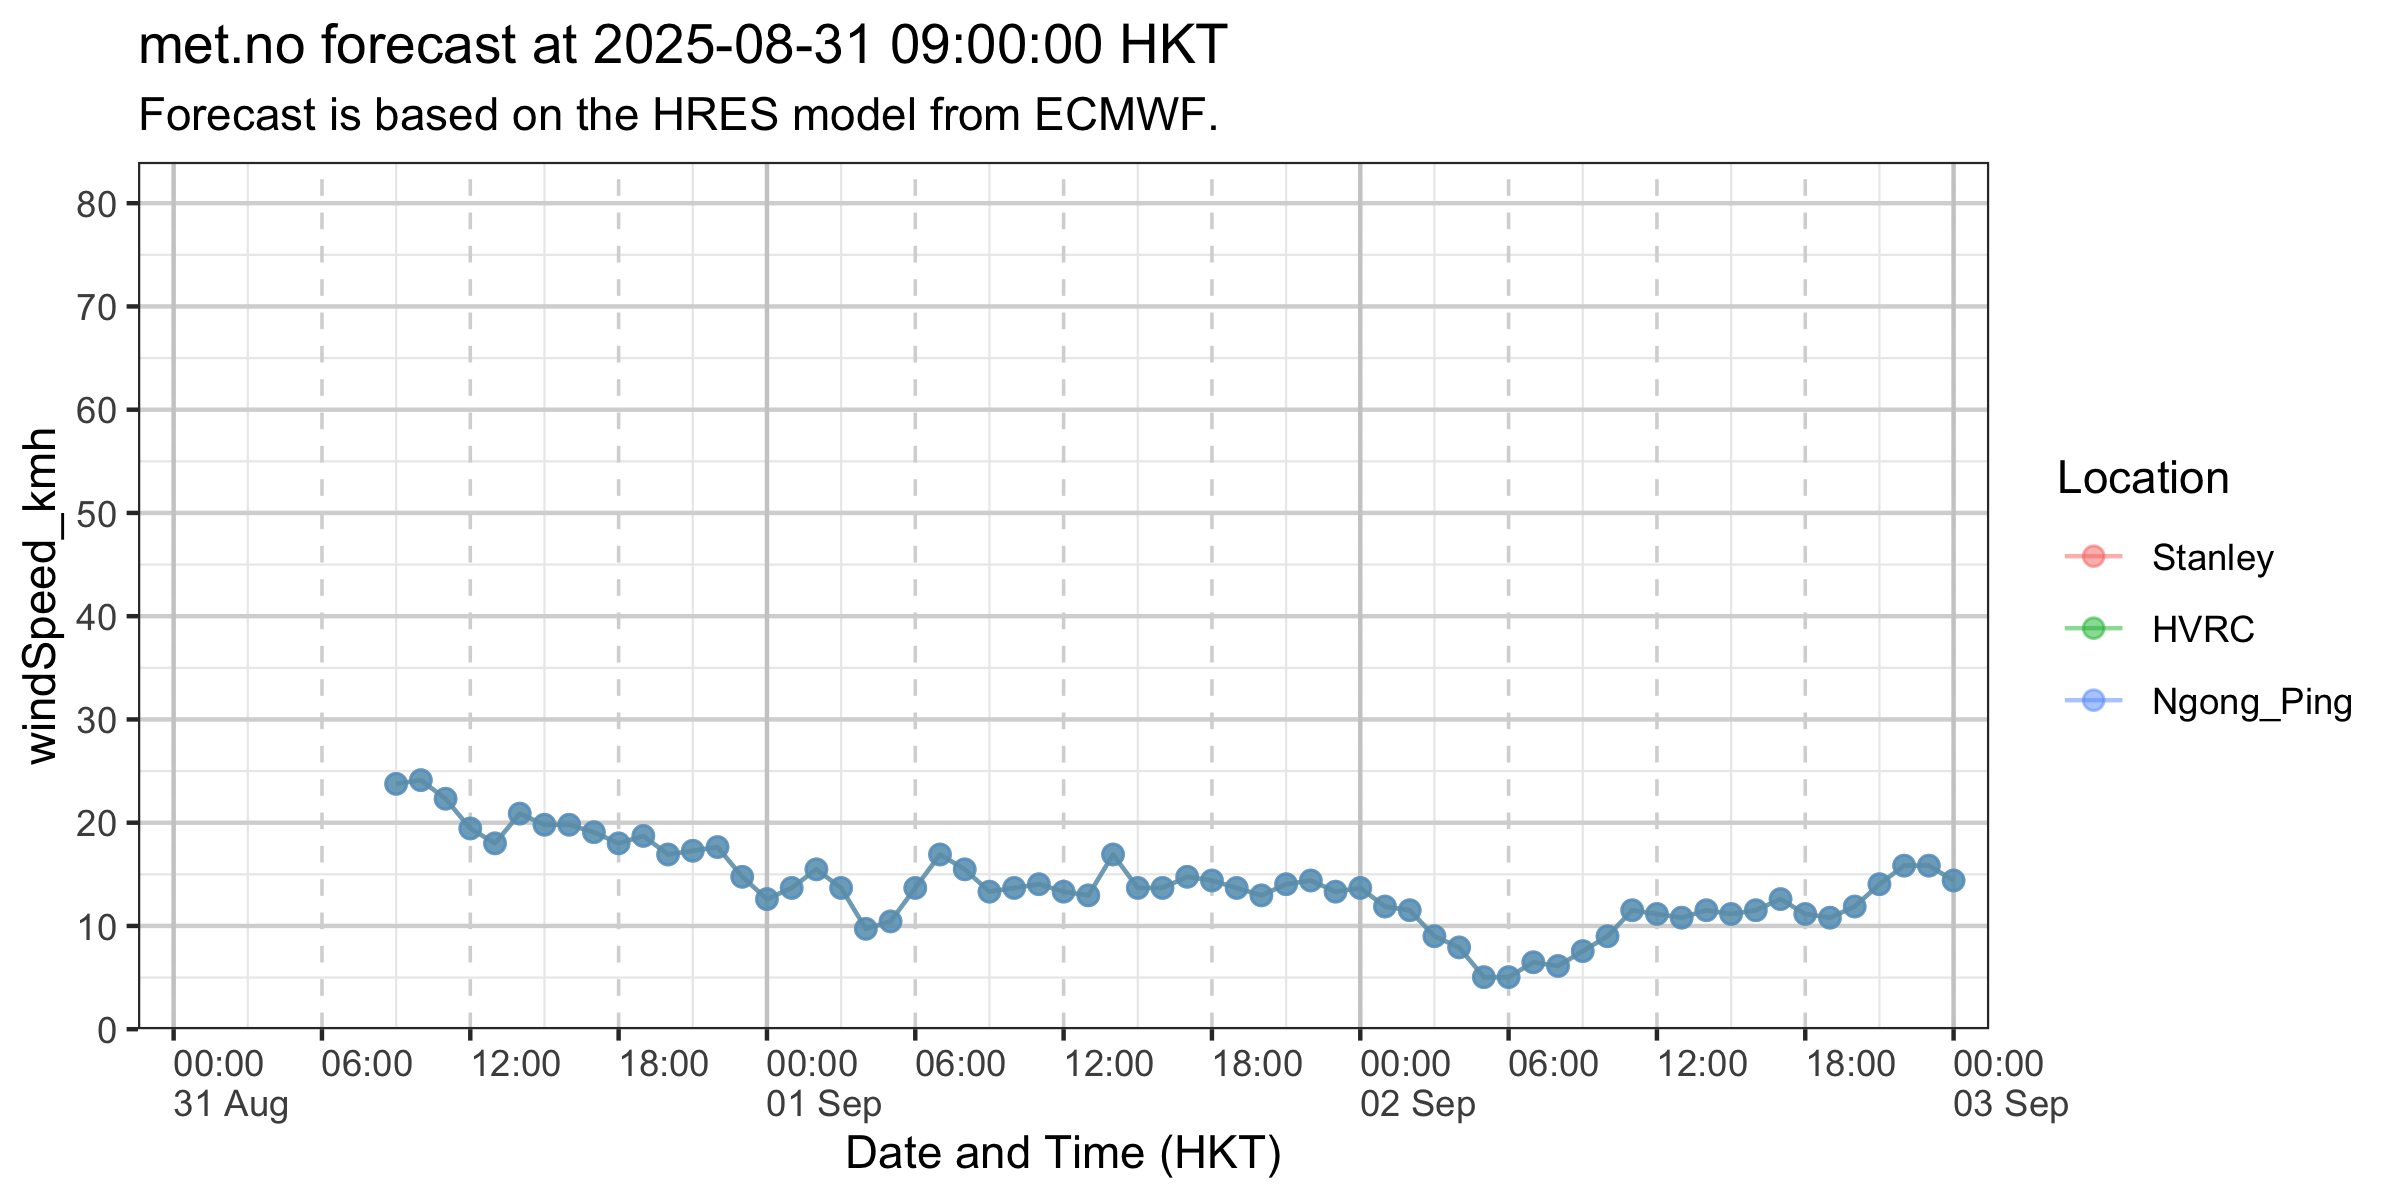 met.no forecast at 2025-08-31 09:00:00 HKT
Forecast is based on the HRES model from ECMWF.
windSpeed_kmh
80
70
60
50
40
30
20
10
0
00:00 06:00 12:00 18:00 00:00 06:00 12:00 18:00 00:00 06:00 12:00 18:00 00:00
31 Aug 01 Sep 02 Sep 03 Sep
Date and Time (HKT)
Location
Stanley
HVRC
Ngong_Ping